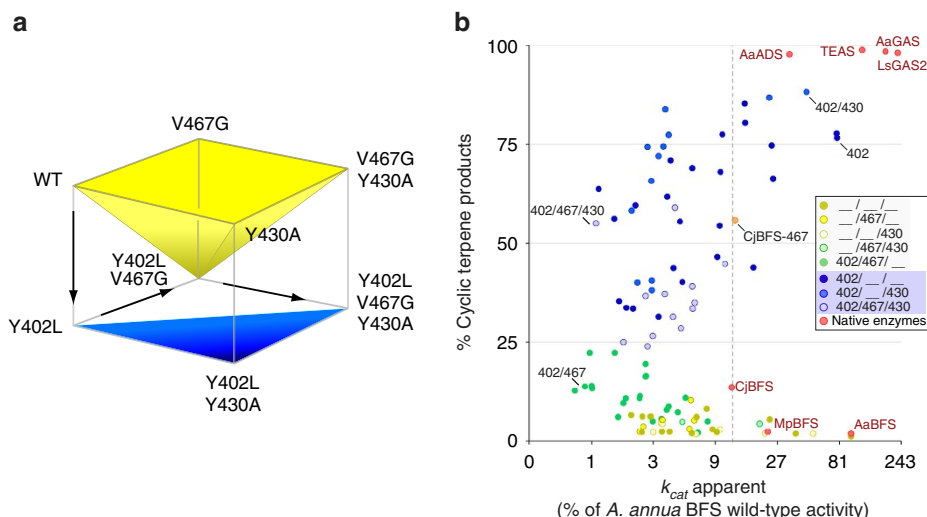 a
V467G
WT
V467G
Y430A
Y430A
Y402L
V467G
Y402L
V467G
Y430A
Y402L
Y402L
Y430A
b
% Cyclic terpene products
100
75
50
25
0
AaADS
TEAS
AaGAS
LsGAS2
402/430
402
402/467/430
CjBFS-467
402/467
CjBFS
MpBFS
AaBFS
__ / __ /__
__ /467/ __
__ /__ /430
__ /467/430
402/467/ __
402/ __ / __
402/ __ /430
402/467/430
Native enzymes
0 1 3 9 27 81 243
kcat apparent
(% of A. annua BFS wild-type activity)